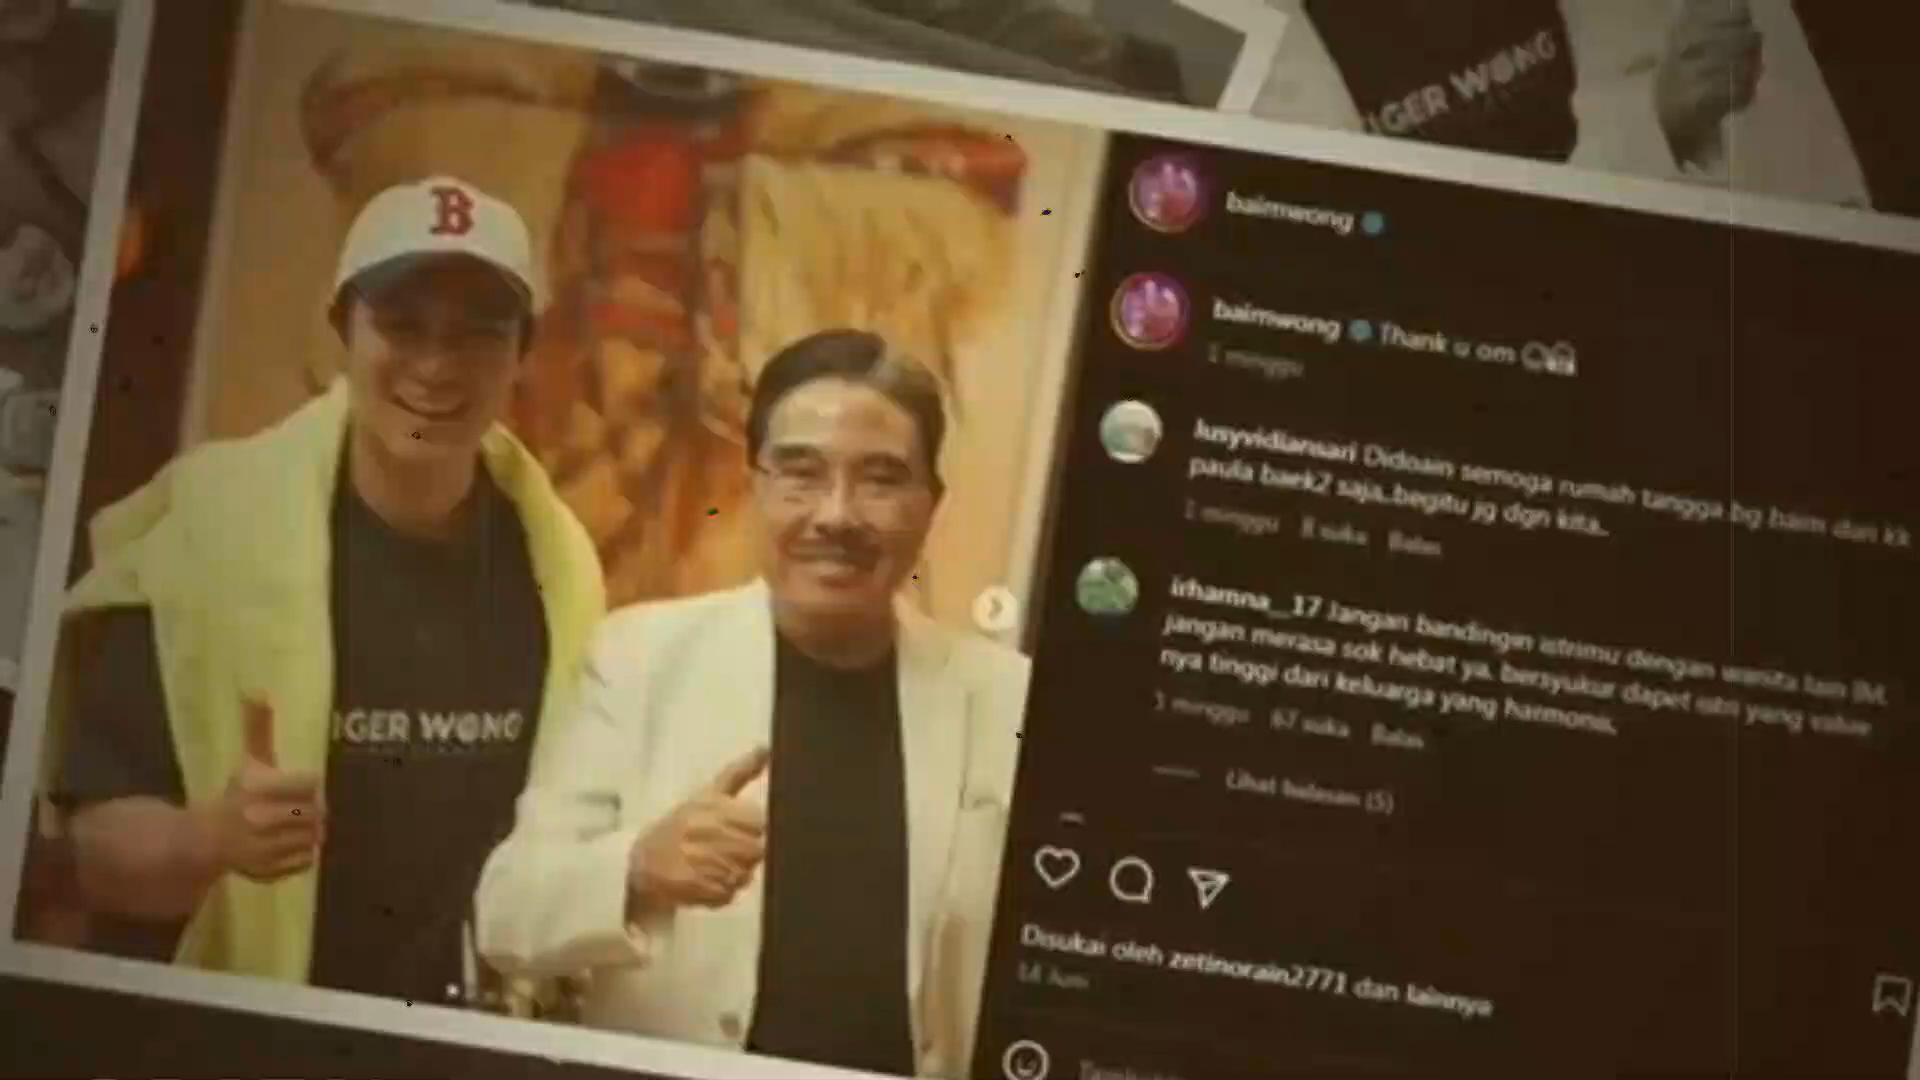 IGER WONG
B
IGER WONG
baimwong
baimwong Thank u om
1 minggu
lusyvidiansari Didoain semoga rumah tangga bg baim dan kk
paula baek2 saja..begitu jg dgn kita..
1 minggu 8 suka Balas
irhamna__17 Jangan bandingin istrimu dengan wanita lain BM.
jangan merasa sok hebat ya. bersyukur dapet istri yang value
nya tinggi dari keluarga yang harmonis.
1 minggu 67 suka Balas
Lihat balasan (5)
Disukai oleh zetinorain2771 dan lainnya
14 Juni